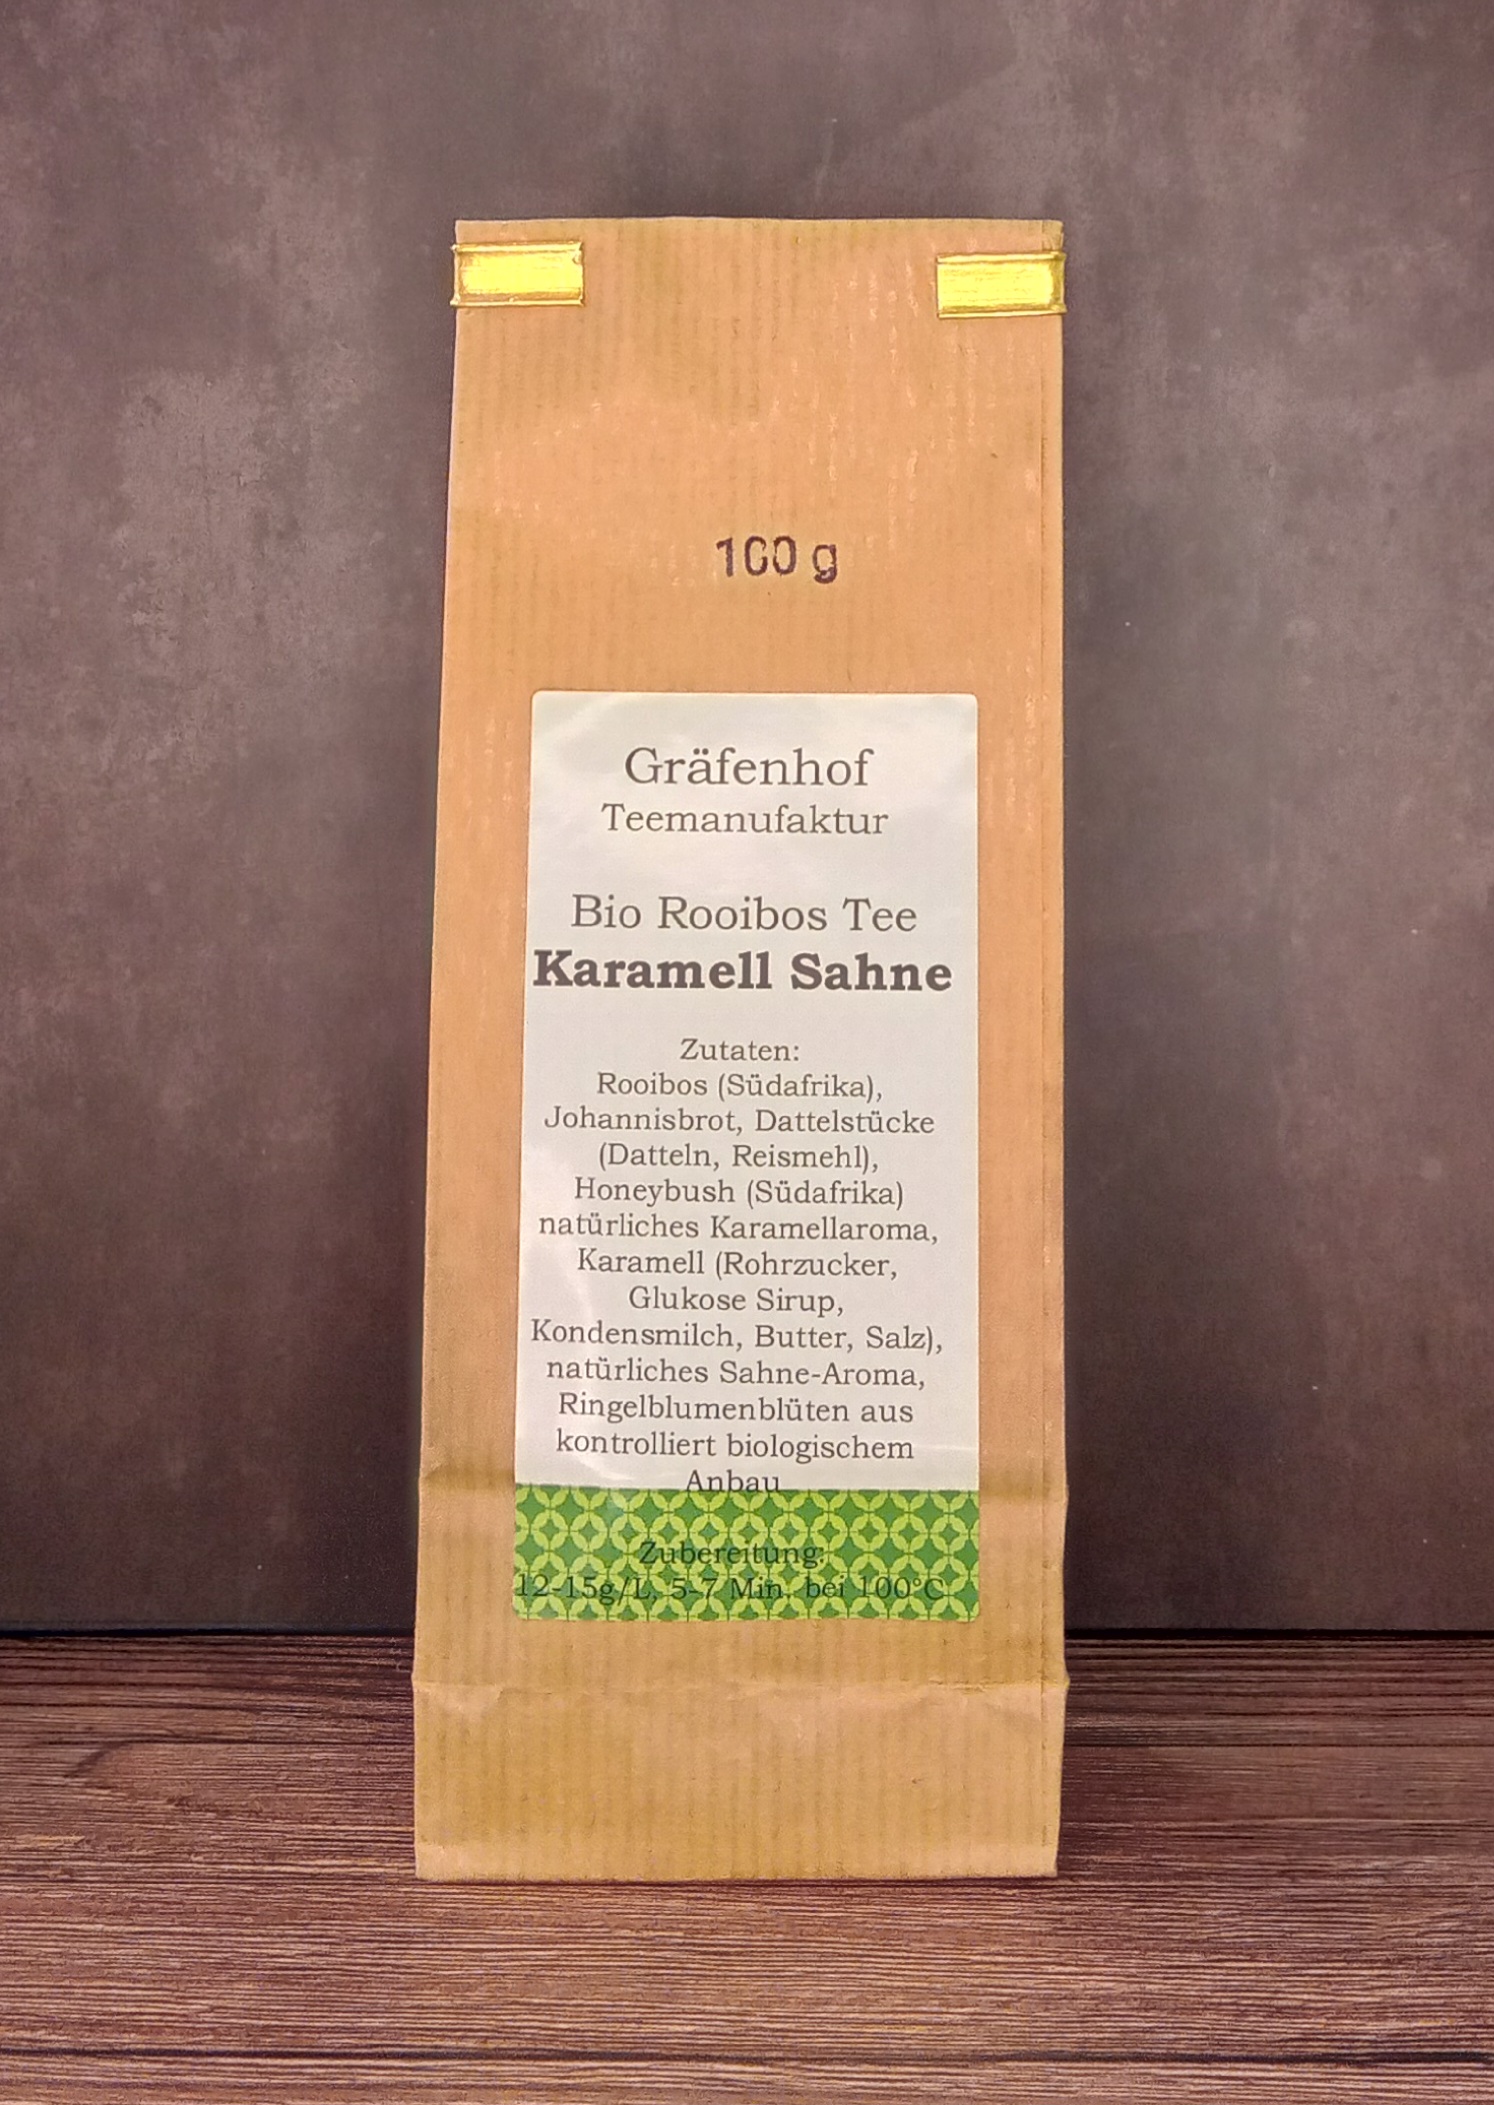 100 g
Gräfenhof
Teemanufaktur
Bio Rooibos Tee
Karamell Sahne
Zutaten:
Rooibos (Südafrika),
Johannisbrot, Dattelstücke
(Datteln, Reismehl),
Honeybush (Südafrika)
natürliches Karamellaroma,
Karamell (Rohrzucker,
Glukose Sirup,
Kondensmilch, Butter, Salz),
natürliches Sahne-Aroma,
Ringelblumenblüten aus
kontrolliert biologischem
Anbau
Zubereitung:
12-15g/L, 5-7 Min. bei 100°C